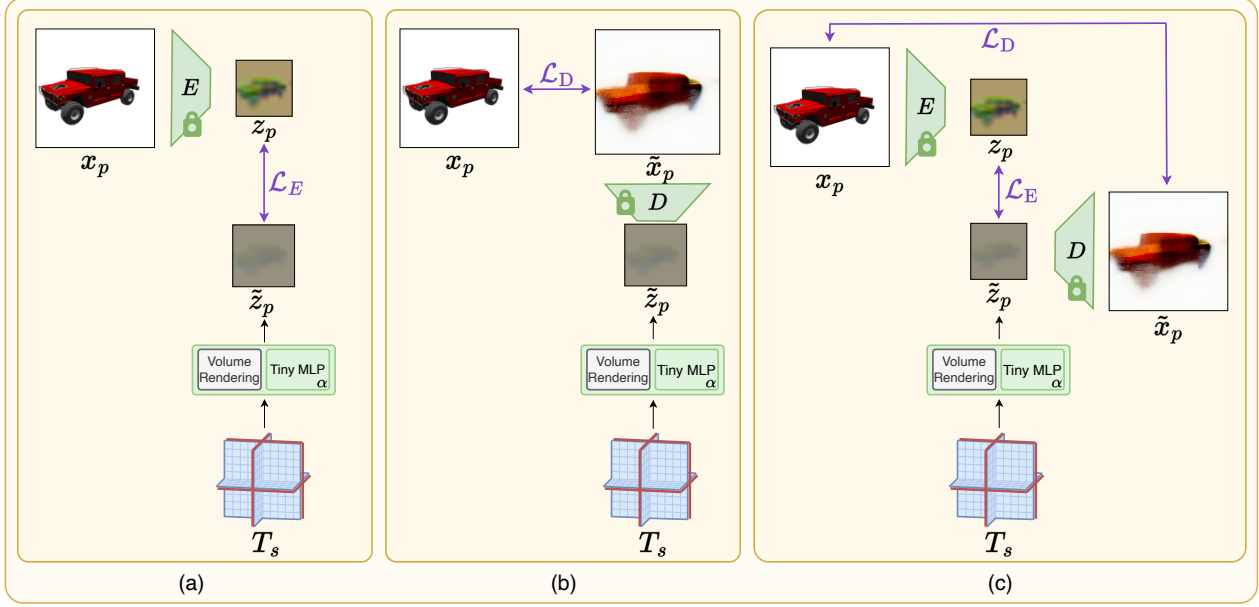 E
x_p
z_p
ℒ_E
z̃_p
Volume
Rendering
Tiny MLP
α
T_s
(a)
x_p
ℒ_D
x̃_p
D
z̃_p
Volume
Rendering
Tiny MLP
α
T_s
(b)
ℒ_D
E
x_p
z_p
ℒ_E
z̃_p
D
x̃_p
Volume
Rendering
Tiny MLP
α
T_s
(c)